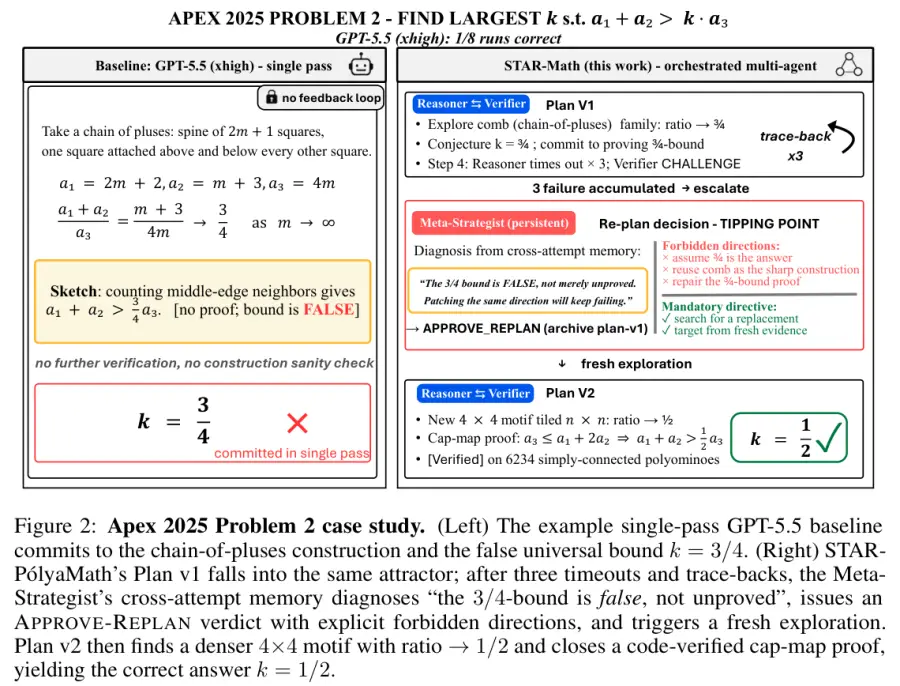 APEX 2025 PROBLEM 2 - FIND LARGEST k s.t. a₁ + a₂ > k · a₃
GPT-5.5 (xhigh): 1/8 runs correct
Baseline: GPT-5.5 (xhigh) - single pass
no feedback loop
Take a chain of pluses: spine of 2m + 1 squares,
one square attached above and below every other square.
a₁ = 2m + 2, a₂ = m + 3, a₃ = 4m
(a₁ + a₂)/a₃ = (m + 3)/4m → 3/4 as m → ∞
Sketch: counting middle-edge neighbors gives
a₁ + a₂ > 3/4 a₃. [no proof; bound is FALSE]
no further verification, no construction sanity check
k = 3/4 ×
committed in single pass
STAR-Math (this work) - orchestrated multi-agent
Reasoner ⇆ Verifier Plan V1
• Explore comb (chain-of-pluses) family: ratio → ¾
• Conjecture k = ¾ ; commit to proving ¾-bound
• Step 4: Reasoner times out × 3; Verifier CHALLENGE
trace-back
x3
3 failure accumulated → escalate
Meta-Strategist (persistent) Re-plan decision - TIPPING POINT
Diagnosis from cross-attempt memory:
“The 3/4 bound is FALSE, not merely unproved.
Patching the same direction will keep failing.”
→ APPROVE_REPLAN (archive plan-v1)
Forbidden directions:
× assume ¾ is the answer
× reuse comb as the sharp construction
× repair the ¾-bound proof
Mandatory directive:
✓ search for a replacement
✓ target from fresh evidence
↓ fresh exploration
Reasoner ⇆ Verifier Plan V2
• New 4 × 4 motif tiled n × n: ratio → ½
• Cap-map proof: a₃ ≤ a₁ + 2a₂ ⇒ a₁ + a₂ > 1/2 a₃
• [Verified] on 6234 simply-connected polyominoes
k = 1/2 ✓
Figure 2: Apex 2025 Problem 2 case study. (Left) The example single-pass GPT-5.5 baseline
commits to the chain-of-pluses construction and the false universal bound k = 3/4. (Right) STAR-
PólyaMath’s Plan v1 falls into the same attractor; after three timeouts and trace-backs, the Meta-
Strategist’s cross-attempt memory diagnoses “the 3/4-bound is false, not unproved”, issues an
APPROVE-REPLAN verdict with explicit forbidden directions, and triggers a fresh exploration.
Plan v2 then finds a denser 4×4 motif with ratio → 1/2 and closes a code-verified cap-map proof,
yielding the correct answer k = 1/2.